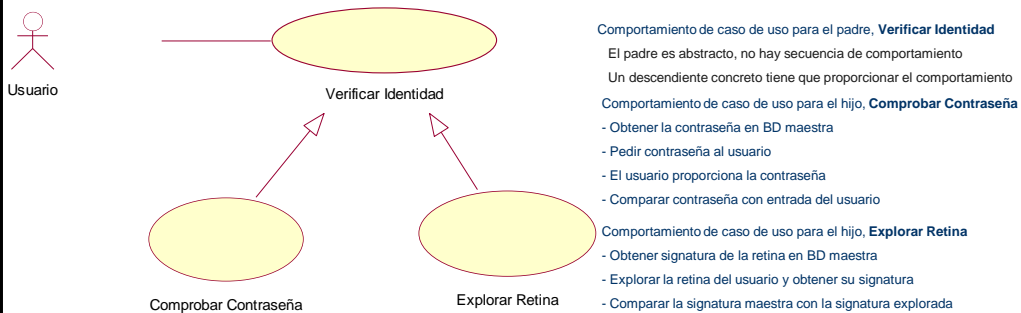 Usuario
Verificar Identidad
Comprobar Contraseña
Explorar Retina
Comportamiento de caso de uso para el padre, Verificar Identidad
El padre es abstracto, no hay secuencia de comportamiento
Un descendiente concreto tiene que proporcionar el comportamiento
Comportamiento de caso de uso para el hijo, Comprobar Contraseña
- Obtener la contraseña en BD maestra
- Pedir contraseña al usuario
- El usuario proporciona la contraseña
- Comparar contraseña con entrada del usuario
Comportamiento de caso de uso para el hijo, Explorar Retina
- Obtener signatura de la retina en BD maestra
- Explorar la retina del usuario y obtener su signatura
- Comparar la signatura maestra con la signatura explorada